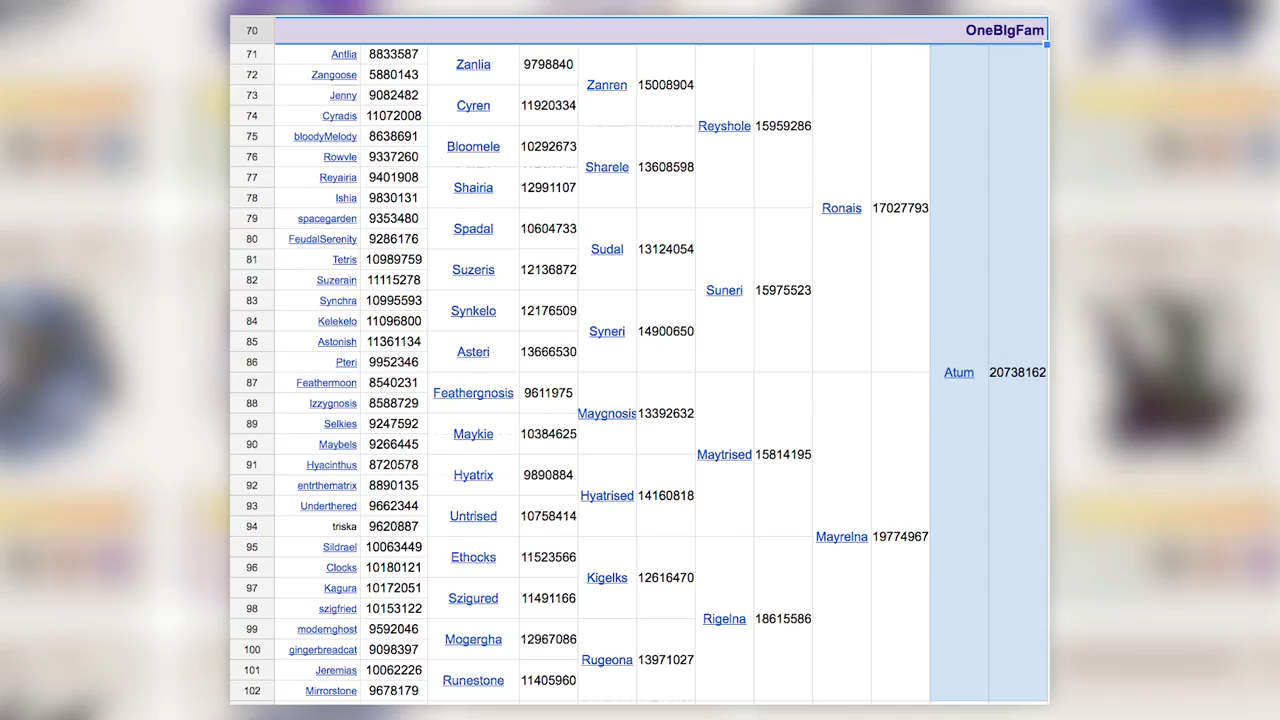 70 OneBIgFam
71 Antlia 8833587
Zanlia 9798840
72 Zangoose 5880143
Zanren 15008904
73 Jenny 9082482
Cyren 11920334
74 Cyradis 11072008
Reyshole 15959286
75 bloodyMelody 8638691
Bloomele 10292673
76 Rowvle 9337260
Sharele 13608598
77 Reyairia 9401908
Shairia 12991107
78 Ishia 9830131
Ronais 17027793
79 spacegarden 9353480
Spadal 10604733
80 FeudalSerenity 9286176
Sudal 13124054
81 Tetris 10989759
Suzeris 12136872
82 Suzerain 11115278
Suneri 15975523
83 Synchra 10995593
Synkelo 12176509
84 Kelekelo 11096800
Syneri 14900650
85 Astonish 11361134
Asteri 13666530
86 Pteri 9952346
Atum 20738162
87 Feathermoon 8540231
Feathergnosis 9611975
88 Izzygnosis 8588729
Maygnosis 13392632
89 Selkies 9247592
Maykie 10384625
90 Maybels 9266445
Maytrised 15814195
91 Hyacinthus 8720578
Hyatrix 9890884
92 entrthematrix 8890135
Hyatrised 14160818
93 Underthered 9662344
Untrised 10758414
94 triska 9620887
Mayrelna 19774967
95 Sildrael 10063449
Ethocks 11523566
96 Clocks 10180121
Kigelks 12616470
97 Kagura 10172051
Szigured 11491166
98 szigfried 10153122
Rigelna 18615586
99 modernghost 9592046
Mogergha 12967086
100 gingerbreadcat 9098397
Rugeona 13971027
101 Jeremias 10062226
Runestone 11405960
102 Mirrorstone 9678179